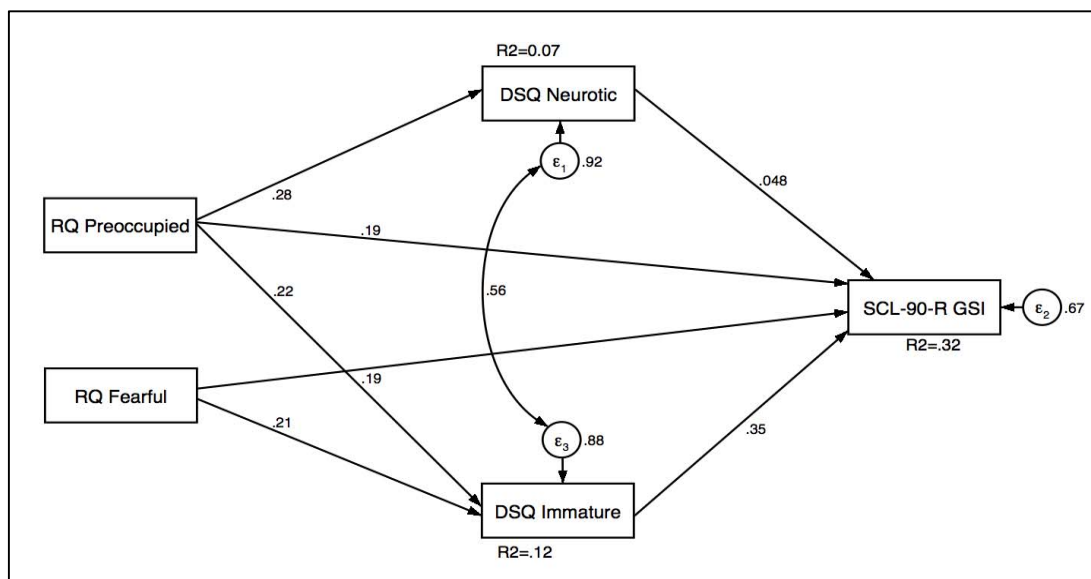 R2=0.07
DSQ Neurotic
ε1
.92
.28
.048
RQ Preoccupied
.19
.22
.56
SCL-90-R GSI
ε2
.67
R2=.32
RQ Fearful
.19
.21
.35
ε3
.88
DSQ Immature
R2=.12